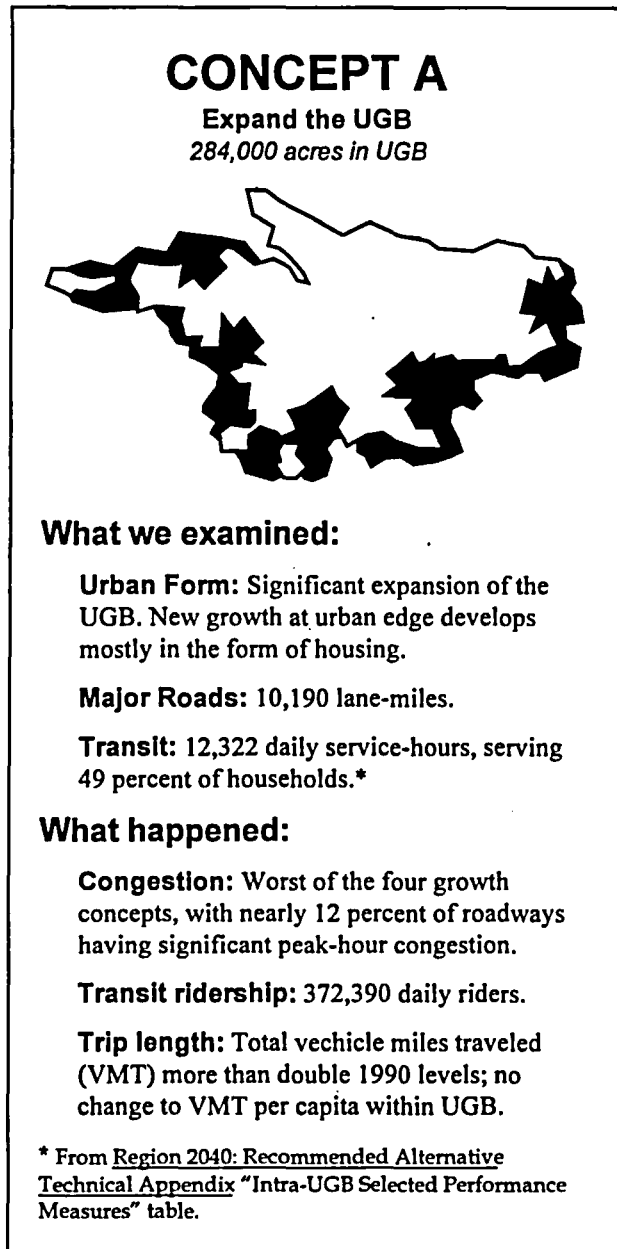 CONCEPT A
Expand the UGB
284,000 acres in UGB
What we examined:
Urban Form: Significant expansion of the
UGB. New growth at urban edge develops
mostly in the form of housing.
Major Roads: 10,190 lane-miles.
Transit: 12,322 daily service-hours, serving
49 percent of households.*
What happened:
Congestion: Worst of the four growth
concepts, with nearly 12 percent of roadways
having significant peak-hour congestion.
Transit ridership: 372,390 daily riders.
Trip length: Total vechicle miles traveled
(VMT) more than double 1990 levels; no
change to VMT per capita within UGB.
* From Region 2040: Recommended Alternative
Technical Appendix "Intra-UGB Selected Performance
Measures" table.